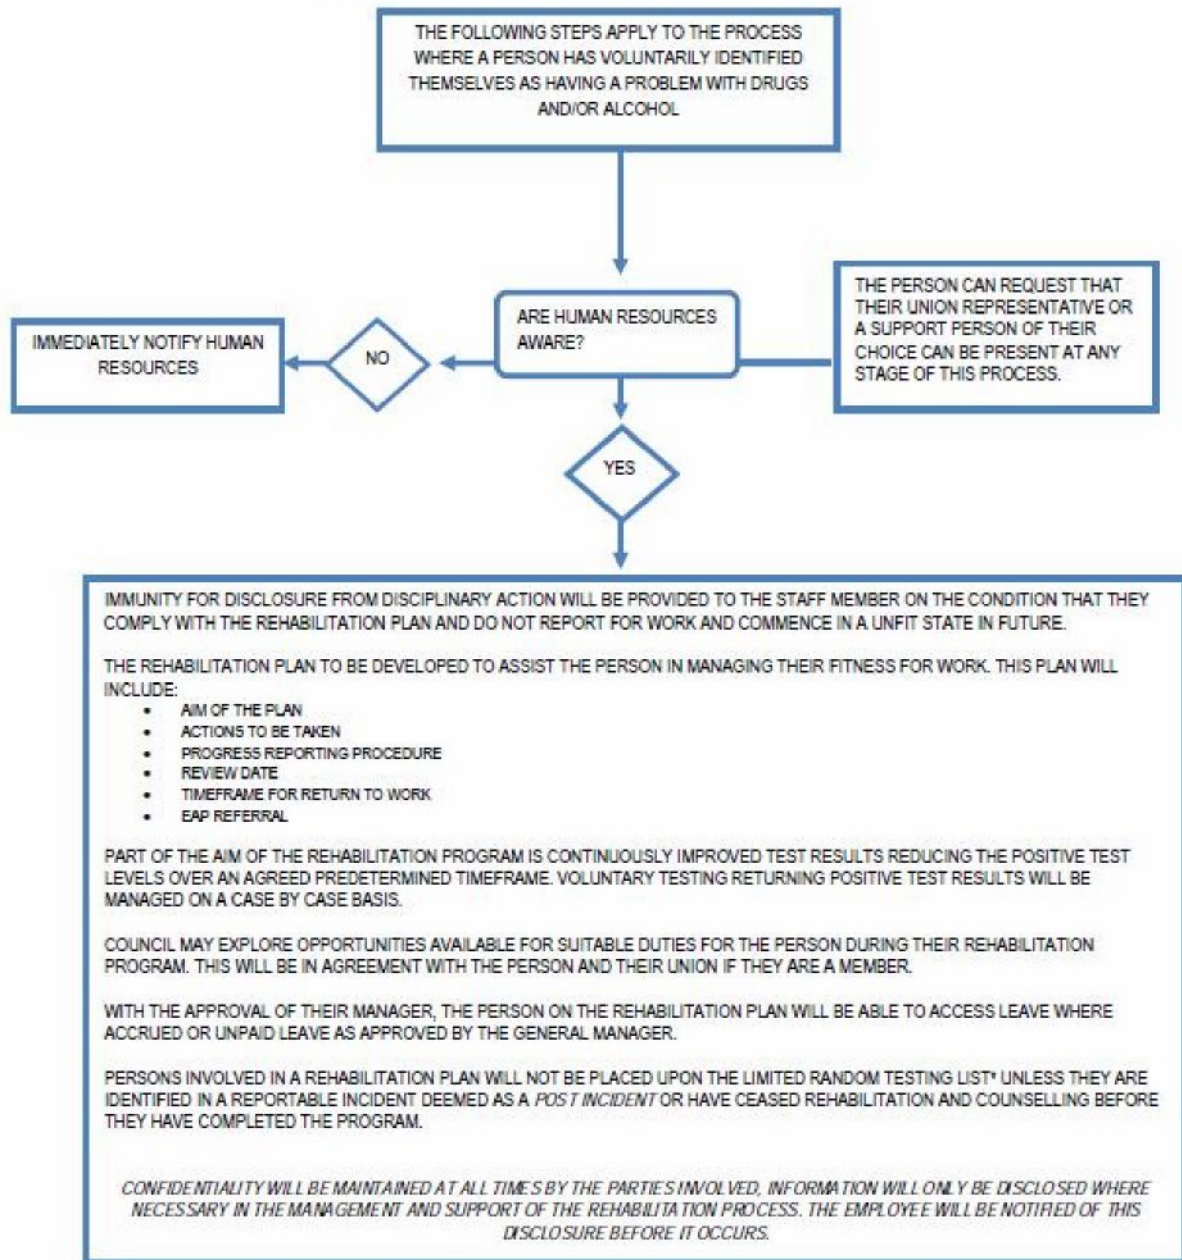 THE FOLLOWING STEPS APPLY TO THE PROCESS
WHERE A PERSON HAS VOLUNTARILY IDENTIFIED
THEMSELVES AS HAVING A PROBLEM WITH DRUGS
AND/OR ALCOHOL
ARE HUMAN RESOURCES
AWARE?
THE PERSON CAN REQUEST THAT
THEIR UNION REPRESENTATIVE OR
A SUPPORT PERSON OF THEIR
CHOICE CAN BE PRESENT AT ANY
STAGE OF THIS PROCESS.
NO
IMMEDIATELY NOTIFY HUMAN
RESOURCES
YES
IMMUNITY FOR DISCLOSURE FROM DISCIPLINARY ACTION WILL BE PROVIDED TO THE STAFF MEMBER ON THE CONDITION THAT THEY
COMPLY WITH THE REHABILITATION PLAN AND DO NOT REPORT FOR WORK AND COMMENCE IN A UNFIT STATE IN FUTURE.
THE REHABILITATION PLAN TO BE DEVELOPED TO ASSIST THE PERSON IN MANAGING THEIR FITNESS FOR WORK. THIS PLAN WILL
INCLUDE:
• AIM OF THE PLAN
• ACTIONS TO BE TAKEN
• PROGRESS REPORTING PROCEDURE
• REVIEW DATE
• TIMEFRAME FOR RETURN TO WORK
• EAP REFERRAL
PART OF THE AIM OF THE REHABILITATION PROGRAM IS CONTINUOUSLY IMPROVED TEST RESULTS REDUCING THE POSITIVE TEST
LEVELS OVER AN AGREED PREDETERMINED TIMEFRAME. VOLUNTARY TESTING RETURNING POSITIVE TEST RESULTS WILL BE
MANAGED ON A CASE BY CASE BASIS.
COUNCIL MAY EXPLORE OPPORTUNITIES AVAILABLE FOR SUITABLE DUTIES FOR THE PERSON DURING THEIR REHABILITATION
PROGRAM. THIS WILL BE IN AGREEMENT WITH THE PERSON AND THEIR UNION IF THEY ARE A MEMBER.
WITH THE APPROVAL OF THEIR MANAGER, THE PERSON ON THE REHABILITATION PLAN WILL BE ABLE TO ACCESS LEAVE WHERE
ACCRUED OR UNPAID LEAVE AS APPROVED BY THE GENERAL MANAGER.
PERSONS INVOLVED IN A REHABILITATION PLAN WILL NOT BE PLACED UPON THE LIMITED RANDOM TESTING LIST* UNLESS THEY ARE
IDENTIFIED IN A REPORTABLE INCIDENT DEEMED AS A POST INCIDENT OR HAVE CEASED REHABILITATION AND COUNSELLING BEFORE
THEY HAVE COMPLETED THE PROGRAM.
CONFIDENTIALITY WILL BE MAINTAINED AT ALL TIMES BY THE PARTIES INVOLVED, INFORMATION WILL ONLY BE DISCLOSED WHERE
NECESSARY IN THE MANAGEMENT AND SUPPORT OF THE REHABILITATION PROCESS. THE EMPLOYEE WILL BE NOTIFIED OF THIS
DISCLOSURE BEFORE IT OCCURS.